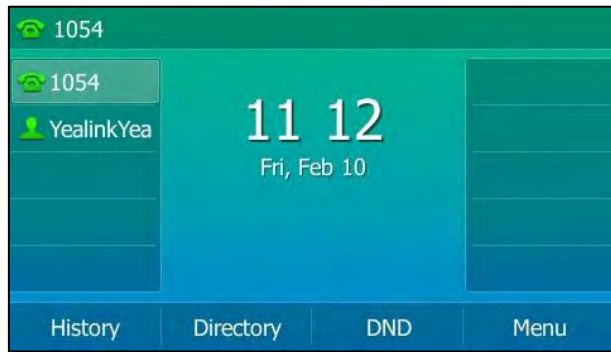 1054
1054
YealinkYea
11 12
Fri, Feb 10
History Directory DND Menu